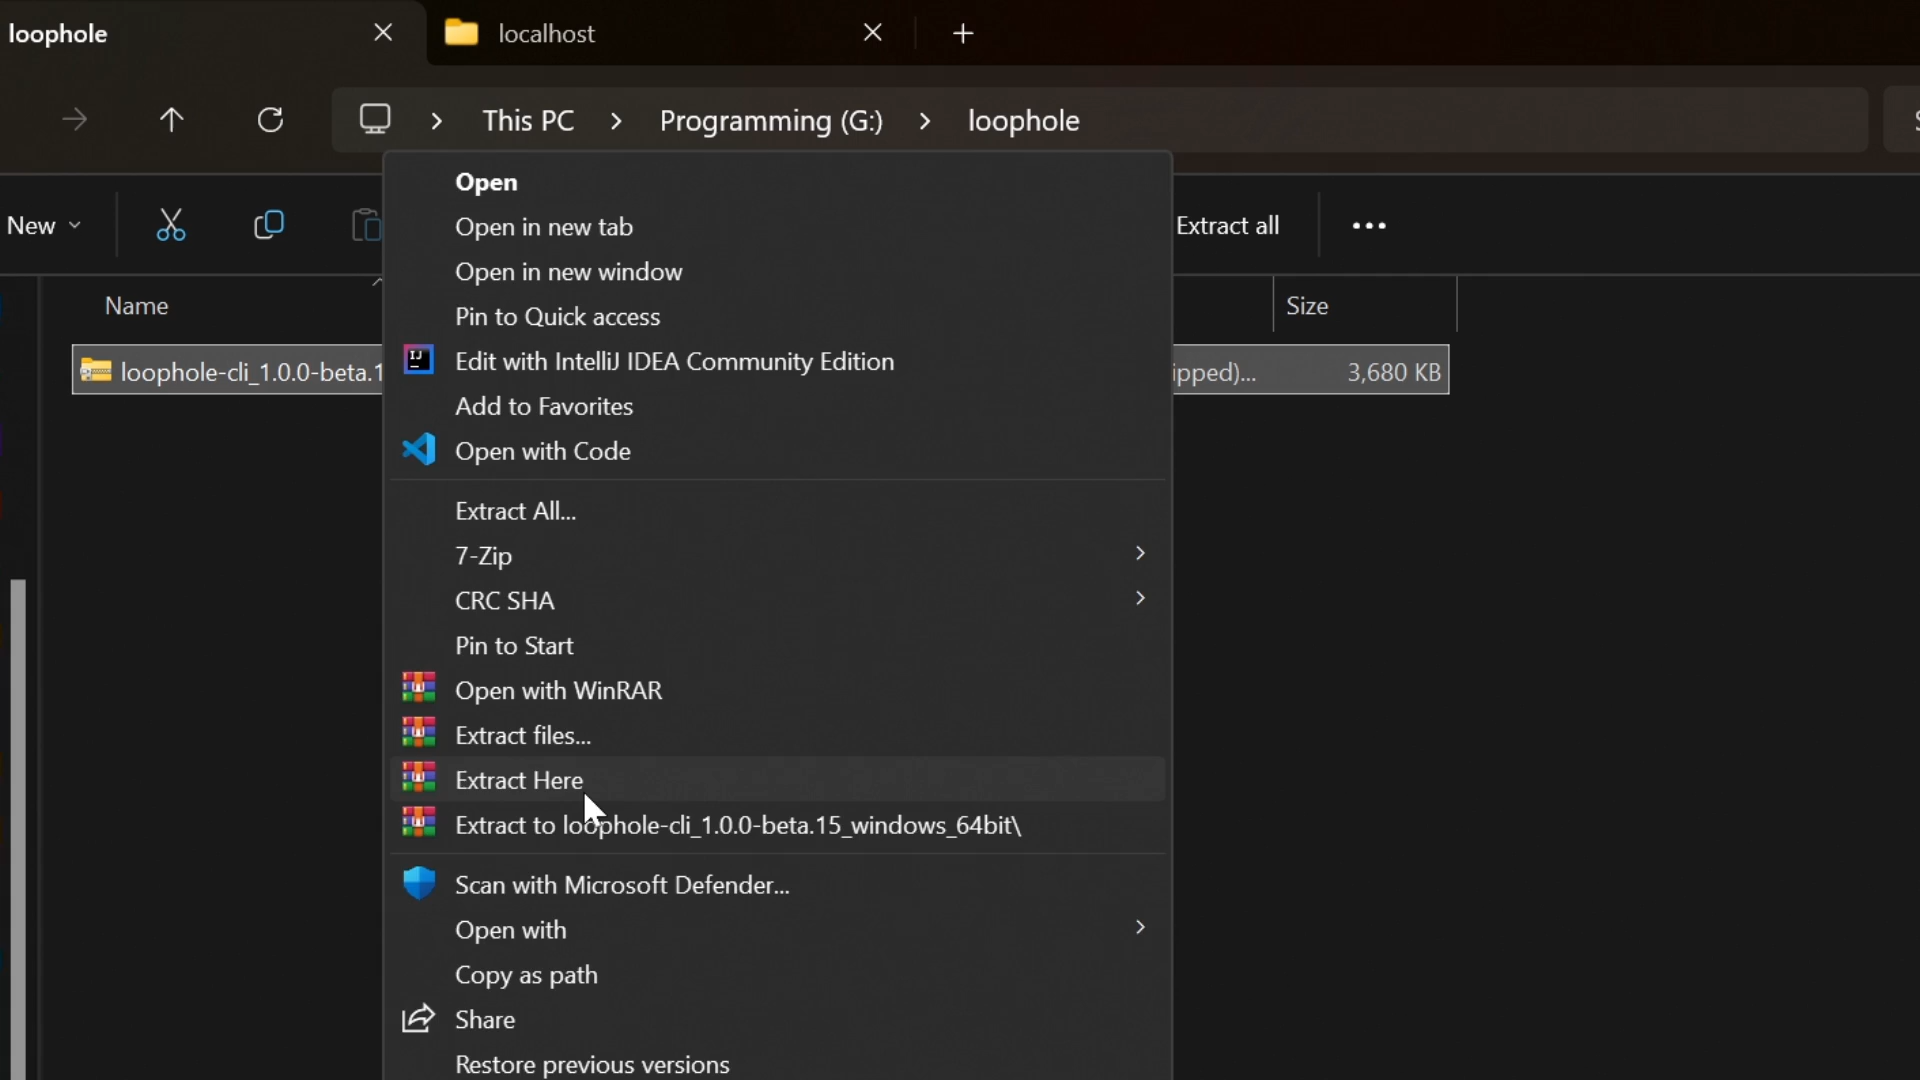 loophole
localhost
This PC
Programming (G:)
loophole
New
Extract all
Name
Size
loophole-cli_1.0.0-beta.1
ipped)...
3,680 KB
Open
Open in new tab
Open in new window
Pin to Quick access
Edit with IntelliJ IDEA Community Edition
Add to Favorites
Open with Code
Extract All...
7-Zip
CRC SHA
Pin to Start
Open with WinRAR
Extract files...
Extract Here
Extract to loophole-cli_1.0.0-beta.15_windows_64bit\
Scan with Microsoft Defender...
Open with
Copy as path
Share
Restore previous versions